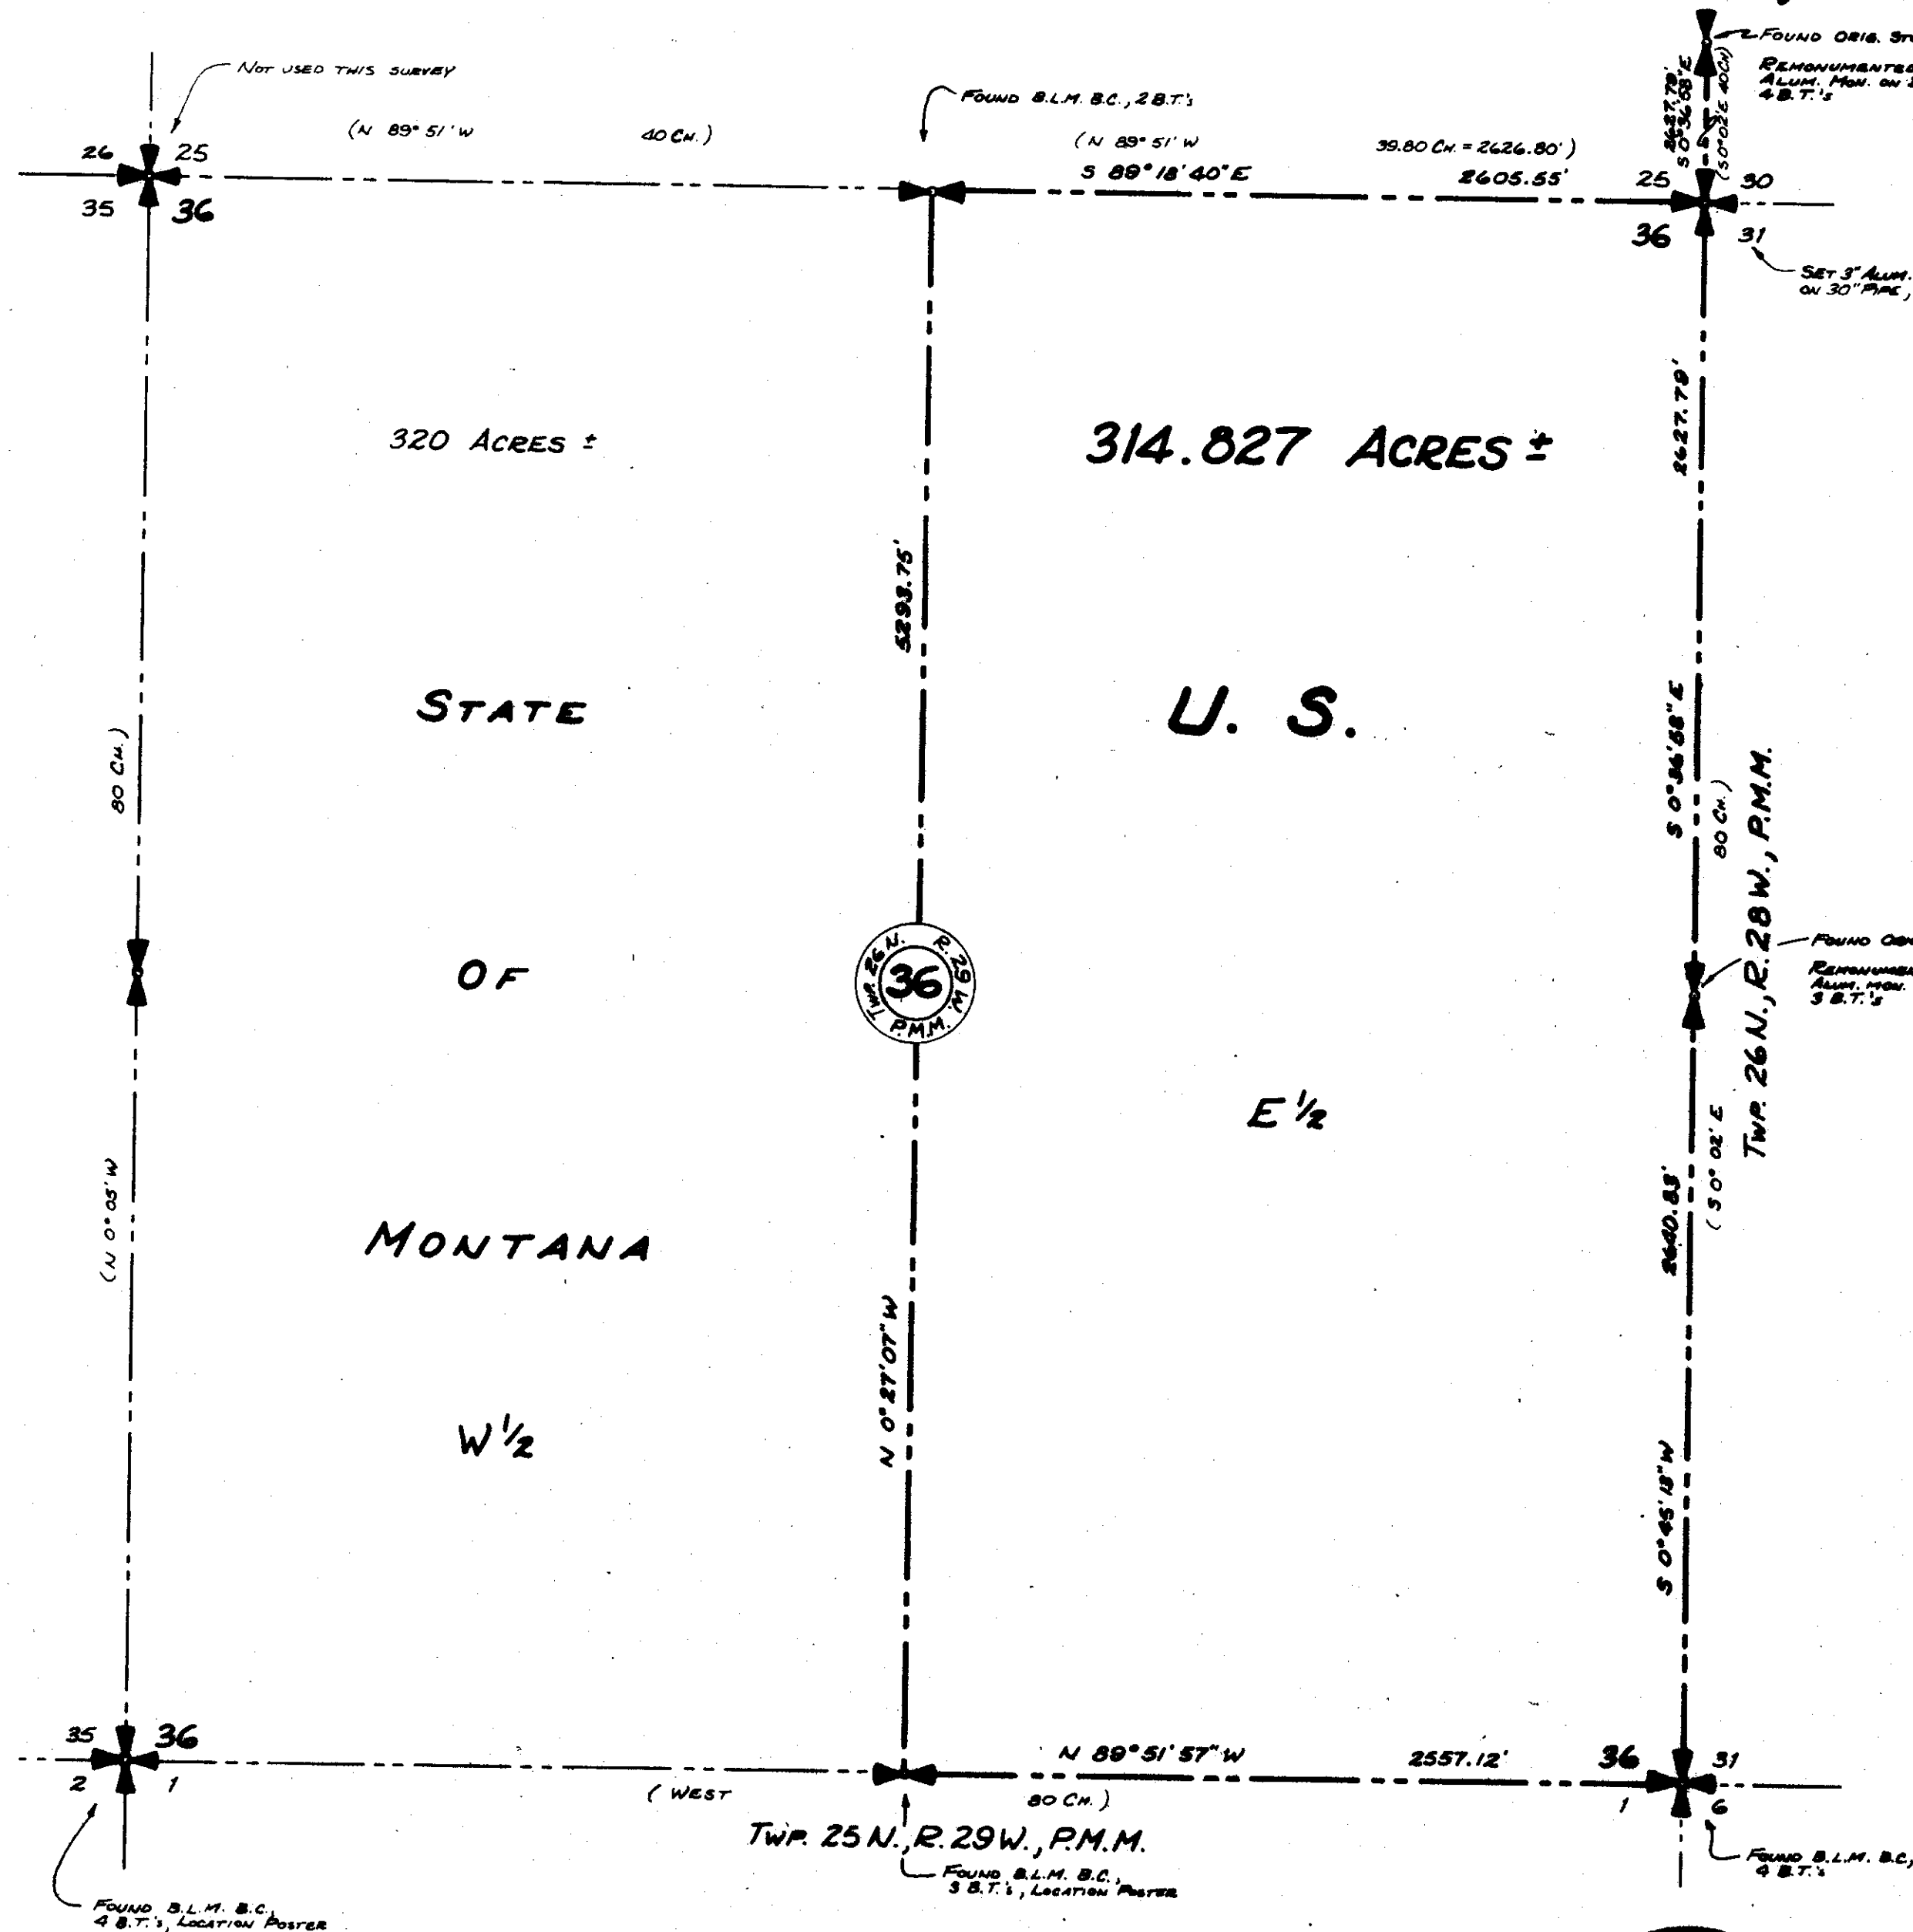 NOT USED THIS SURVEY
FOUND ORIG.
REMONUMENTED
ALUM. MON. ON
4 B.T.'s
2627.79'
S 0°36'58" E
(S 0°02' E 40 CH)
FOUND B.L.M. B.C., 2 B.T.'s
(N 89° 51' W 40 CH.)
(N 89° 51' W 39.80 CH. = 2626.80')
S 89° 18' 40" E 2605.55'
26 25
35 36
25 30
36 31
SET 3" ALUM.
ON 30" PIPE,
320 ACRES ±
314.827 ACRES ±
2627.79'
5293.75'
STATE
U. S.
80 CH.)
S 0°36'58" E
80 CH.)
TWP. 26 N., R. 28 W., P.M.M.
OF
TWP. 26 N. R. 29 W.
36
P.M.M.
FOUND
REMONUMEN
ALUM. MON.
3 B.T.'s
E 1/2
(N 0° 05' W
(S 0° 02' E
2640.83'
MONTANA
N 0° 27' 07" W
W 1/2
S 0° 45' 13" W
35 36
2 1
N 89° 51' 57" W 2557.12'
36 31
1 6
(WEST 80 CH.)
TWP. 25 N., R. 29 W., P.M.M.
FOUND B.L.M. B.C.,
3 B.T.'s, LOCATION POSTER
FOUND B.L.M. B.C.,
4 B.T.'s
FOUND B.L.M. B.C.,
4 B.T.'s, LOCATION POSTER